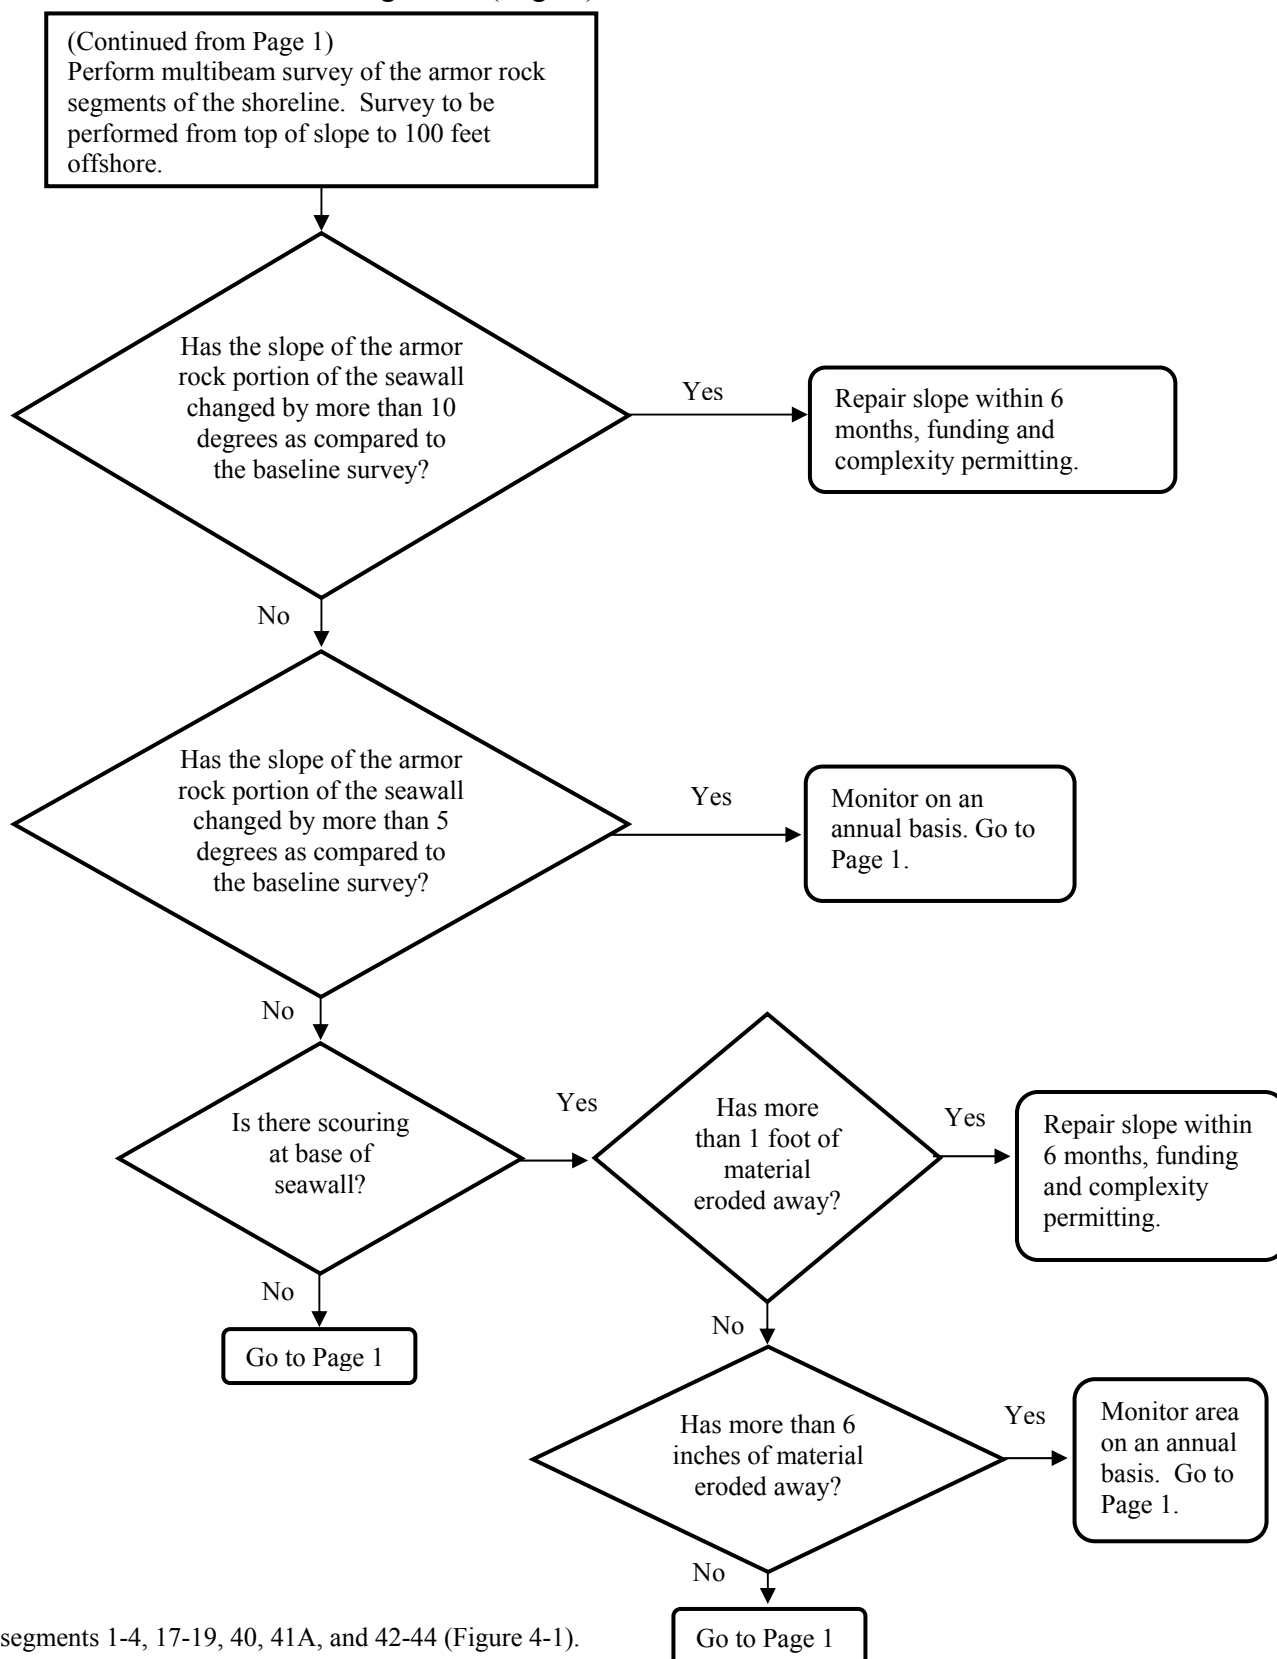 (Continued from Page 1)
Perform multibeam survey of the armor rock
segments of the shoreline.  Survey to be
performed from top of slope to 100 feet
offshore.
Has the slope of the armor
rock portion of the seawall
changed by more than 10
degrees as compared to
the baseline survey?
Yes
Repair slope within 6
months, funding and
complexity permitting.
No
Has the slope of the armor
rock portion of the seawall
changed by more than 5
degrees as compared to
the baseline survey?
Yes
Monitor on an
annual basis. Go to
Page 1.
No
Is there scouring
at base of
seawall?
Yes
Has more
than 1 foot of
material
eroded away?
Yes
Repair slope within
6 months, funding
and complexity
permitting.
No
Go to Page 1
No
Has more than 6
inches of material
eroded away?
Yes
Monitor area
on an annual
basis.  Go to
Page 1.
No
Go to Page 1
segments 1-4, 17-19, 40, 41A, and 42-44 (Figure 4-1).